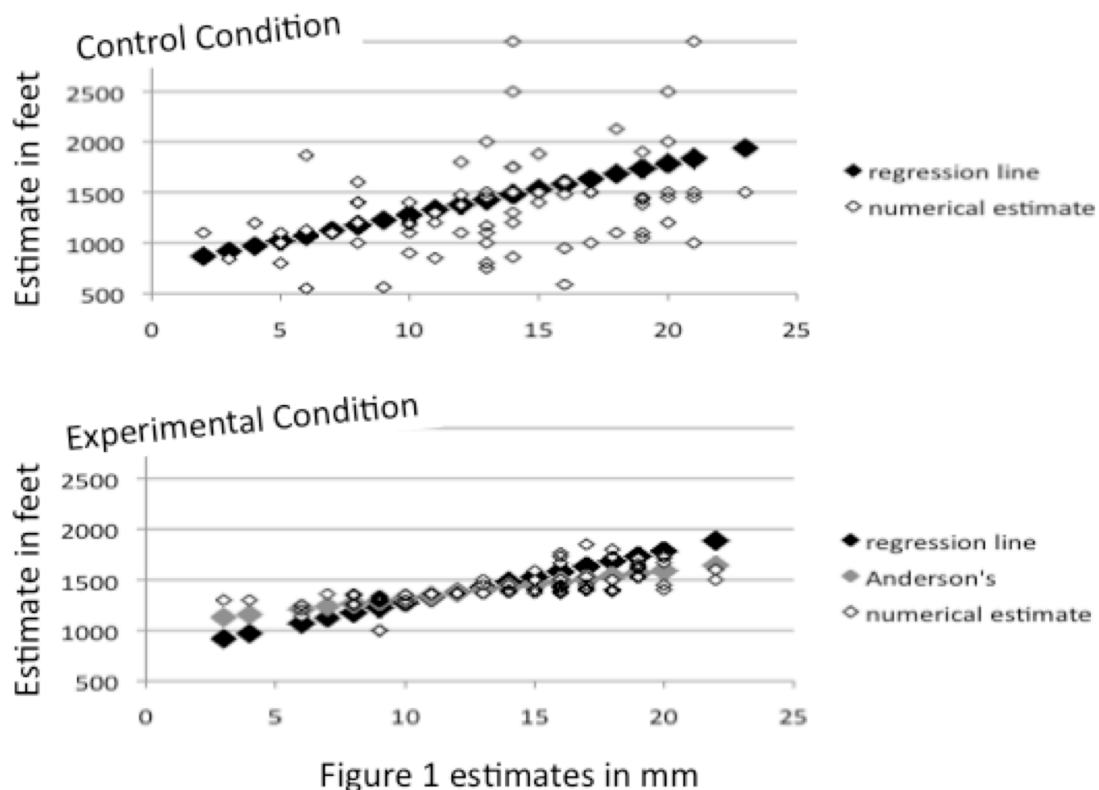 Control Condition
Estimate in feet
2500
2000
1500
1000
500
0 5 10 15 20 25
regression line
numerical estimate
Experimental Condition
Estimate in feet
2500
2000
1500
1000
500
0 5 10 15 20 25
regression line
Anderson's
numerical estimate
Figure 1 estimates in mm